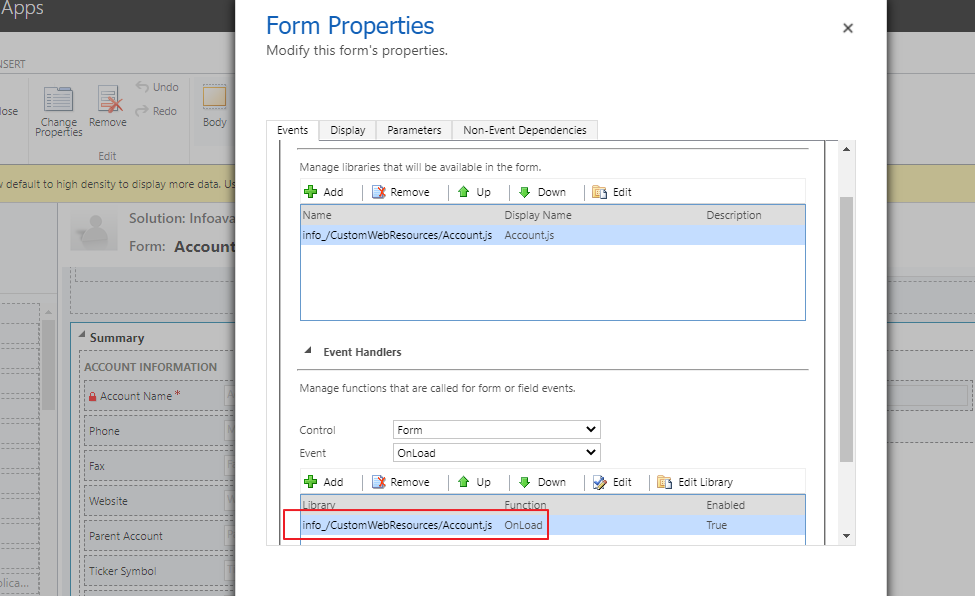 Apps
NSERT
lose
Change Properties
Remove
Undo
Redo
Body
Edit
v default to high density to display more data. Us
Solution: Infoava
Form: Account
Summary
ACCOUNT INFORMATION
Account Name *
Phone
Fax
Website
Parent Account
Ticker Symbol
plica...
Form Properties
Modify this form's properties.
Events Display Parameters Non-Event Dependencies
Manage libraries that will be available in the form.
Add Remove Up Down Edit
Name Display Name Description
info_/CustomWebResources/Account.js Account.js
Event Handlers
Manage functions that are called for form or field events.
Control Form
Event OnLoad
Add Remove Up Down Edit Edit Library
Library Function Enabled
info_/CustomWebResources/Account.js OnLoad True